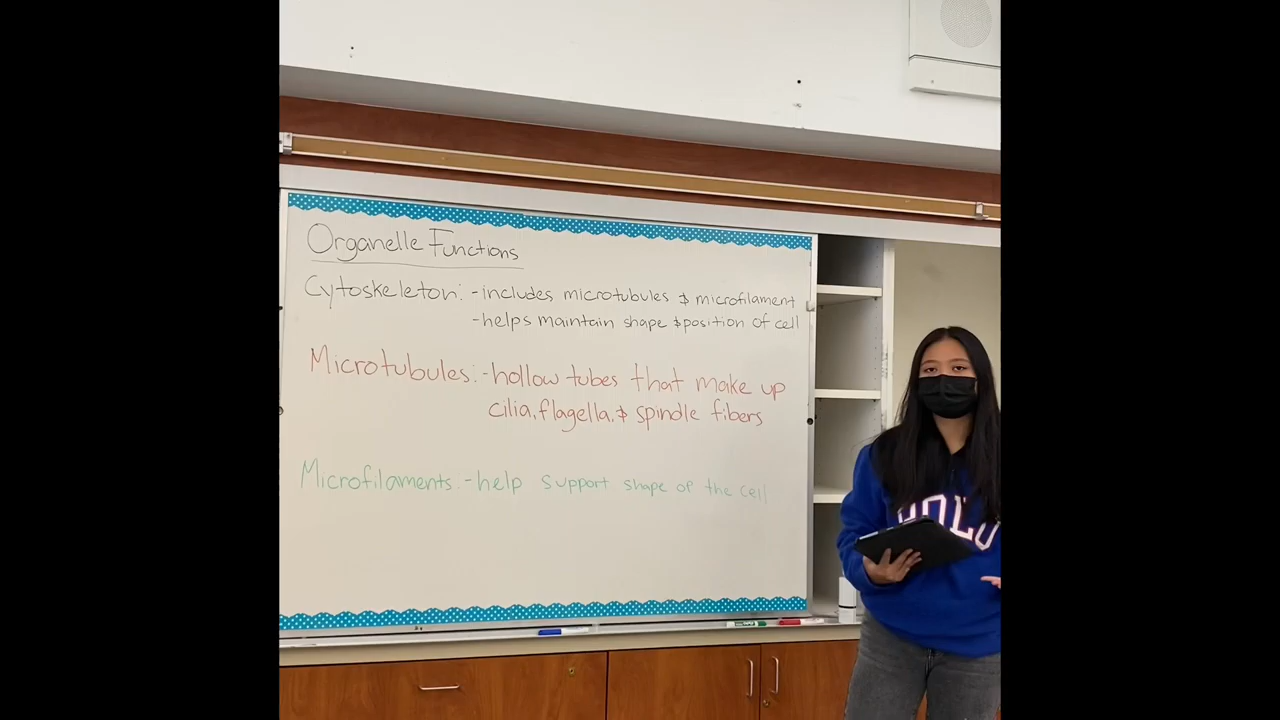 Organelle Functions
Cytoskeleton: -includes microtubules & microfilament
-helps maintain shape & position of cell
Microtubules: -hollow tubes that make up
cilia, flagella, & spindle fibers
Microfilaments: -help support shape of the cell
POLO